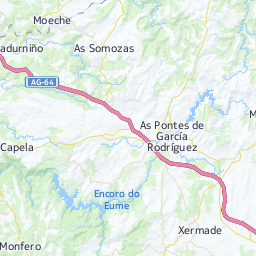 Moeche
adurniño
As Somozas
AG-64
As Pontes de
García
Rodríguez
Capela
Encoro do
Eume
Xermade
Monfero
M